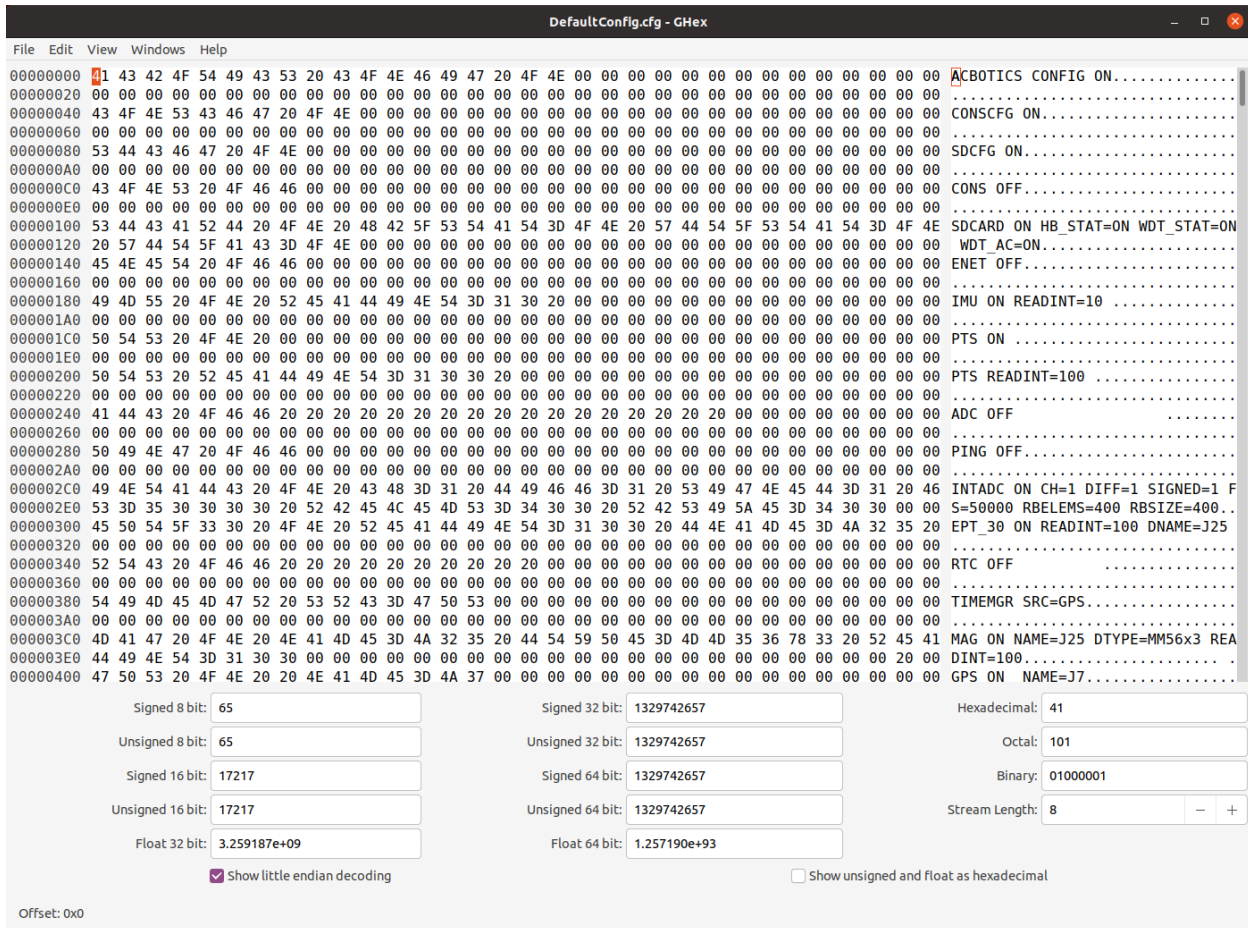 DefaultConfig.cfg - GHex
File Edit View Windows Help
00000000 41 43 42 4F 54 49 43 53 20 43 4F 4E 46 49 47 20 4F 4E 00 00 00 00 00 00 00 00 00 00 00 00 00 00 ACBOTICS CONFIG ON..............
00000020 00 00 00 00 00 00 00 00 00 00 00 00 00 00 00 00 00 00 00 00 00 00 00 00 00 00 00 00 00 00 00 00 ................................
00000040 43 4F 4E 53 43 46 47 20 4F 4E 00 00 00 00 00 00 00 00 00 00 00 00 00 00 00 00 00 00 00 00 00 00 CONSCFG ON......................
00000060 00 00 00 00 00 00 00 00 00 00 00 00 00 00 00 00 00 00 00 00 00 00 00 00 00 00 00 00 00 00 00 00 ................................
00000080 53 44 43 46 47 20 4F 4E 00 00 00 00 00 00 00 00 00 00 00 00 00 00 00 00 00 00 00 00 00 00 00 00 SDCFG ON........................
000000A0 00 00 00 00 00 00 00 00 00 00 00 00 00 00 00 00 00 00 00 00 00 00 00 00 00 00 00 00 00 00 00 00 ................................
000000C0 43 4F 4E 53 20 4F 46 46 00 00 00 00 00 00 00 00 00 00 00 00 00 00 00 00 00 00 00 00 00 00 00 00 CONS OFF........................
000000E0 00 00 00 00 00 00 00 00 00 00 00 00 00 00 00 00 00 00 00 00 00 00 00 00 00 00 00 00 00 00 00 00 ................................
00000100 53 44 43 41 52 44 20 4F 4E 20 48 42 5F 53 54 41 54 3D 4F 4E 20 57 44 54 5F 53 54 41 54 3D 4F 4E SDCARD ON HB_STAT=ON WDT_STAT=ON
00000120 20 57 44 54 5F 41 43 3D 4F 4E 00 00 00 00 00 00 00 00 00 00 00 00 00 00 00 00 00 00 00 00 00 00  WDT_AC=ON......................
00000140 45 4E 45 54 20 4F 46 46 00 00 00 00 00 00 00 00 00 00 00 00 00 00 00 00 00 00 00 00 00 00 00 00 ENET OFF........................
00000160 00 00 00 00 00 00 00 00 00 00 00 00 00 00 00 00 00 00 00 00 00 00 00 00 00 00 00 00 00 00 00 00 ................................
00000180 49 4D 55 20 4F 4E 20 52 45 41 44 49 4E 54 3D 31 30 20 00 00 00 00 00 00 00 00 00 00 00 00 00 00 IMU ON READINT=10 ..............
000001A0 00 00 00 00 00 00 00 00 00 00 00 00 00 00 00 00 00 00 00 00 00 00 00 00 00 00 00 00 00 00 00 00 ................................
000001C0 50 54 53 20 4F 4E 20 00 00 00 00 00 00 00 00 00 00 00 00 00 00 00 00 00 00 00 00 00 00 00 00 00 PTS ON .........................
000001E0 00 00 00 00 00 00 00 00 00 00 00 00 00 00 00 00 00 00 00 00 00 00 00 00 00 00 00 00 00 00 00 00 ................................
00000200 50 54 53 20 52 45 41 44 49 4E 54 3D 31 30 30 20 00 00 00 00 00 00 00 00 00 00 00 00 00 00 00 00 PTS READINT=100 ................
00000220 00 00 00 00 00 00 00 00 00 00 00 00 00 00 00 00 00 00 00 00 00 00 00 00 00 00 00 00 00 00 00 00 ................................
00000240 41 44 43 20 4F 46 46 20 20 20 20 20 20 20 20 20 20 20 20 20 20 20 20 20 00 00 00 00 00 00 00 00 ADC OFF                 ........
00000260 00 00 00 00 00 00 00 00 00 00 00 00 00 00 00 00 00 00 00 00 00 00 00 00 00 00 00 00 00 00 00 00 ................................
00000280 50 49 4E 47 20 4F 46 46 00 00 00 00 00 00 00 00 00 00 00 00 00 00 00 00 00 00 00 00 00 00 00 00 PING OFF........................
000002A0 00 00 00 00 00 00 00 00 00 00 00 00 00 00 00 00 00 00 00 00 00 00 00 00 00 00 00 00 00 00 00 00 ................................
000002C0 49 4E 54 41 44 43 20 4F 4E 20 43 48 3D 31 20 44 49 46 46 3D 31 20 53 49 47 4E 45 44 3D 31 20 46 INTADC ON CH=1 DIFF=1 SIGNED=1 F
000002E0 53 3D 35 30 30 30 30 20 52 42 45 4C 45 4D 53 3D 34 30 30 20 52 42 53 49 5A 45 3D 34 30 30 00 00 S=50000 RBELEMS=400 RBSIZE=400..
00000300 45 50 54 5F 33 30 20 4F 4E 20 52 45 41 44 49 4E 54 3D 31 30 30 20 44 4E 41 4D 45 3D 4A 32 35 20 EPT_30 ON READINT=100 DNAME=J25
00000320 00 00 00 00 00 00 00 00 00 00 00 00 00 00 00 00 00 00 00 00 00 00 00 00 00 00 00 00 00 00 00 00 ................................
00000340 52 54 43 20 4F 46 46 20 20 20 20 20 20 20 20 20 20 00 00 00 00 00 00 00 00 00 00 00 00 00 00 00 RTC OFF          ...............
00000360 00 00 00 00 00 00 00 00 00 00 00 00 00 00 00 00 00 00 00 00 00 00 00 00 00 00 00 00 00 00 00 00 ................................
00000380 54 49 4D 45 4D 47 52 20 53 52 43 3D 47 50 53 00 00 00 00 00 00 00 00 00 00 00 00 00 00 00 00 00 TIMEMGR SRC=GPS.................
000003A0 00 00 00 00 00 00 00 00 00 00 00 00 00 00 00 00 00 00 00 00 00 00 00 00 00 00 00 00 00 00 00 00 ................................
000003C0 4D 41 47 20 4F 4E 20 4E 41 4D 45 3D 4A 32 35 20 44 54 59 50 45 3D 4D 4D 35 36 78 33 20 52 45 41 MAG ON NAME=J25 DTYPE=MM56x3 REA
000003E0 44 49 4E 54 3D 31 30 30 00 00 00 00 00 00 00 00 00 00 00 00 00 00 00 00 00 00 00 00 00 00 20 00 DINT=100...................... .
00000400 47 50 53 20 4F 4E 20 20 4E 41 4D 45 3D 4A 37 00 00 00 00 00 00 00 00 00 00 00 00 00 00 00 00 00 GPS ON  NAME=J7.................
Signed 8 bit: 65 Signed 32 bit: 1329742657 Hexadecimal: 41
Unsigned 8 bit: 65 Unsigned 32 bit: 1329742657 Octal: 101
Signed 16 bit: 17217 Signed 64 bit: 1329742657 Binary: 01000001
Unsigned 16 bit: 17217 Unsigned 64 bit: 1329742657 Stream Length: 8 − +
Float 32 bit: 3.259187e+09 Float 64 bit: 1.257190e+93
Show little endian decoding Show unsigned and float as hexadecimal
Offset: 0x0